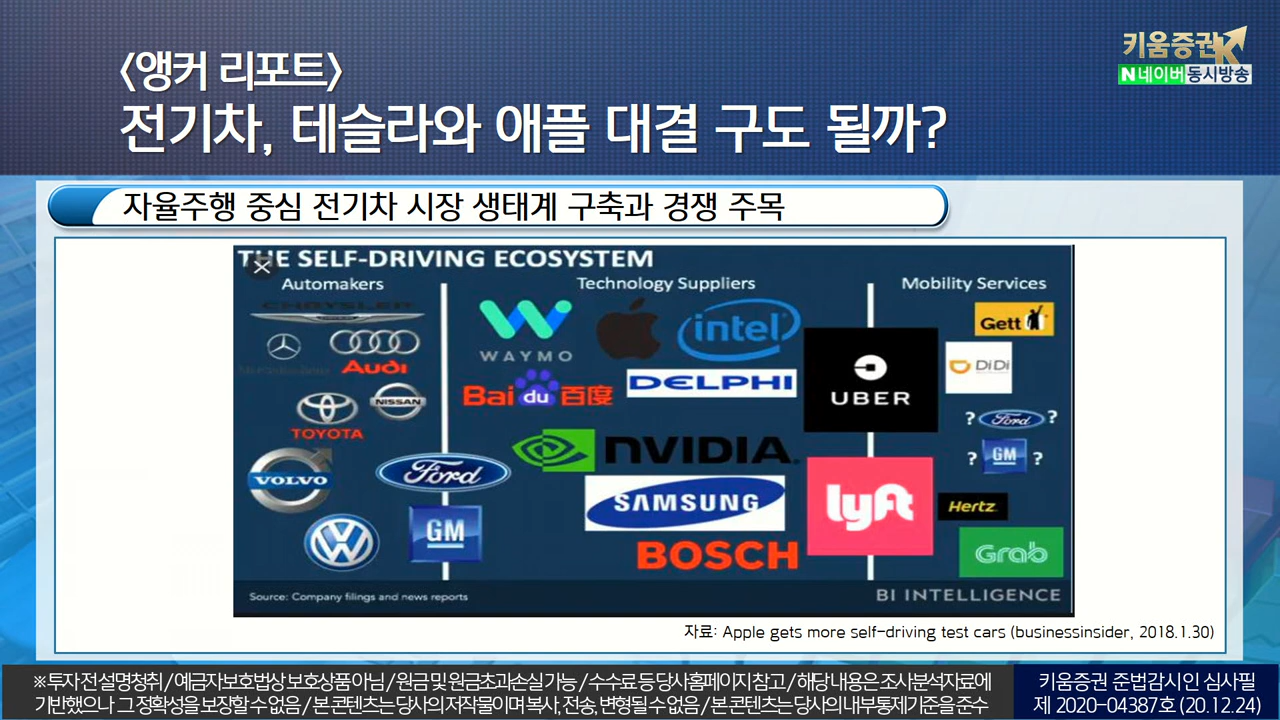 <앵커 리포트>
전기차, 테슬라와 애플 대결 구도 될까?
키움증권K
N 네이버 동시방송
자율주행 중심 전기차 시장 생태계 구축과 경쟁 주목
THE SELF-DRIVING ECOSYSTEM
Automakers
Technology Suppliers
Mobility Services
CHRYSLER
Audi
TOYOTA
NISSAN
VOLVO
Ford
GM
WAYMO
intel
Bai du 百度
DELPHI
NVIDIA.
SAMSUNG
BOSCH
UBER
lyft
Gett
DiDi
? Ford ?
? GM ?
Hertz.
Grab
Source: Company filings and news reports
BI INTELLIGENCE
자료: Apple gets more self-driving test cars (businessinsider, 2018.1.30)
※ 투자 전 설명청취 / 예금자보호법상 보호상품 아님 / 원금 및 원금초과손실 가능 / 수수료 등 당사홈페이지 참고 / 해당 내용은 조사분석자료에
기반했으나 그 정확성을 보장할 수 없음 / 본 콘텐츠는 당사의 저작물이며 복사, 전송, 변형될 수 없음 / 본 콘텐츠는 당사의 내부통제기준을 준수
키움증권 준법감시인 심사필
제 2020-04387호 (20.12.24)